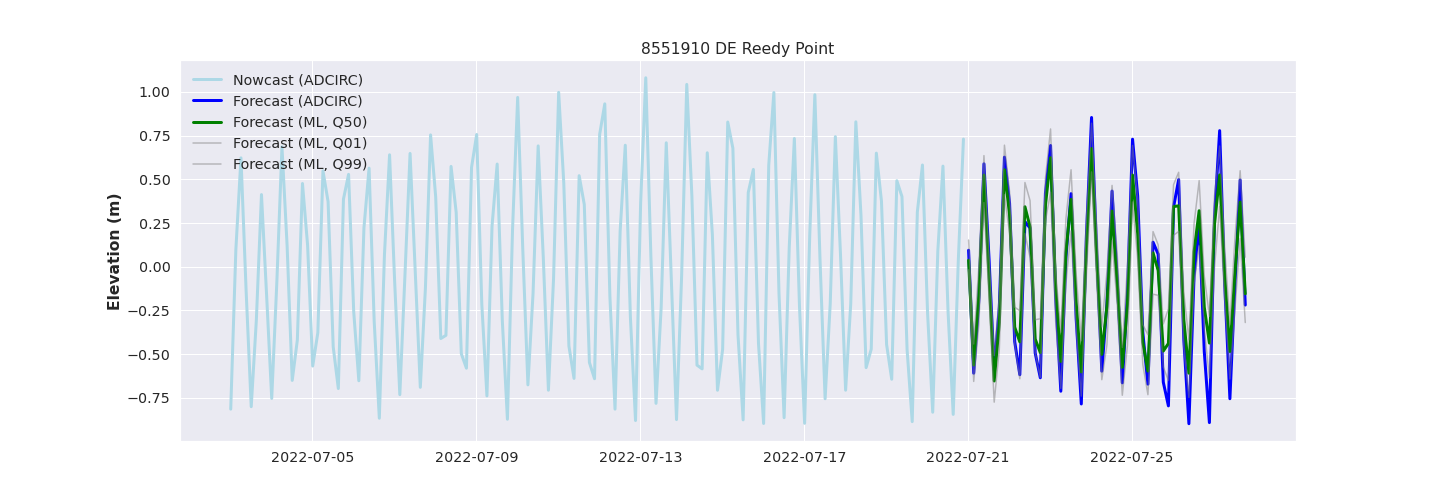 8551910 DE Reedy Point
Nowcast (ADCIRC)
Forecast (ADCIRC)
Forecast (ML, Q50)
Forecast (ML, Q01)
Forecast (ML, Q99)
Elevation (m)
1.00
0.75
0.50
0.25
0.00
−0.25
−0.50
−0.75
2022-07-05 2022-07-09 2022-07-13 2022-07-17 2022-07-21 2022-07-25